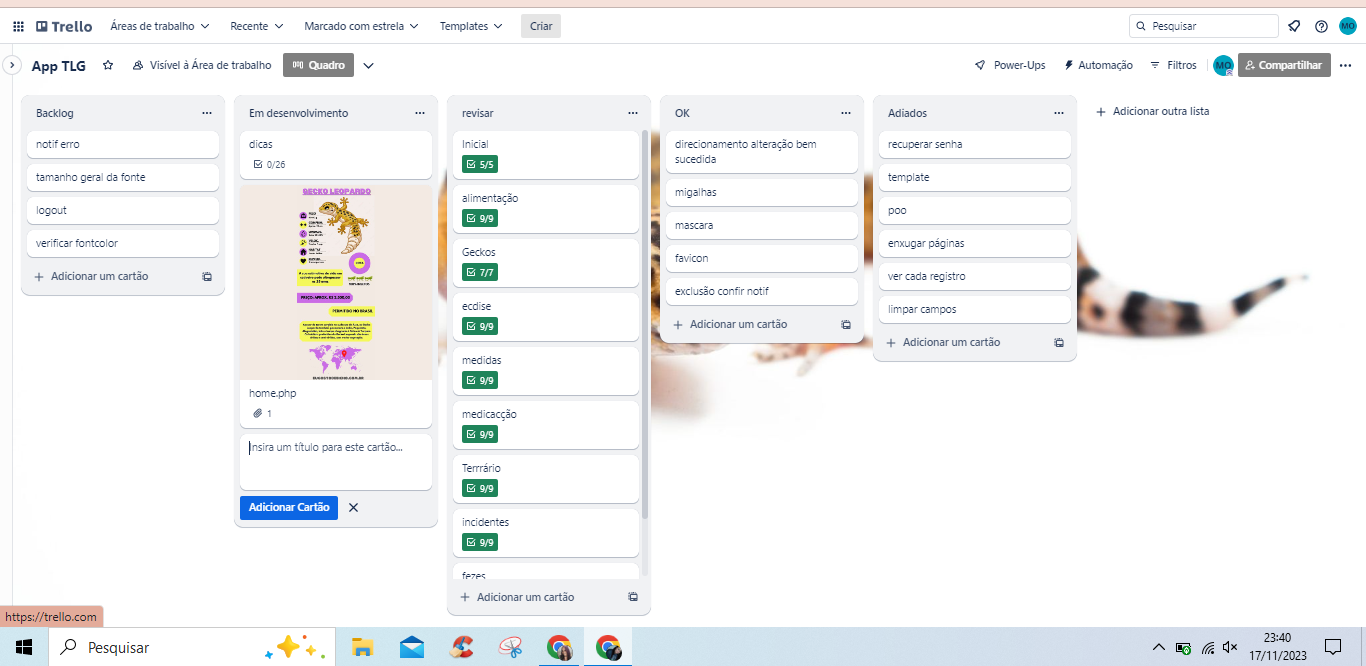 Trello
Áreas de trabalho
Recente
Marcado com estrela
Templates
Criar
Pesquisar
MO
App TLG
Visível à Área de trabalho
Quadro
Power-Ups
Automação
Filtros
MO
Compartilhar
Backlog
notif erro
tamanho geral da fonte
logout
verificar fontcolor
Adicionar um cartão
Em desenvolvimento
dicas
0/26
GECKO LEOPARDO
PERMITIDO NO BRASIL
home.php
1
Insira um título para este cartão...
Adicionar Cartão
revisar
Inicial
5/5
alimentação
9/9
Geckos
7/7
ecdise
9/9
medidas
9/9
medicacção
9/9
Terrrário
9/9
incidentes
9/9
fezes
Adicionar um cartão
OK
direcionamento alteração bem
sucedida
migalhas
mascara
favicon
exclusão confir notif
Adicionar um cartão
Adiados
recuperar senha
template
poo
enxugar páginas
ver cada registro
limpar campos
Adicionar um cartão
Adicionar outra lista
https://trello.com
Pesquisar
23:40
17/11/2023